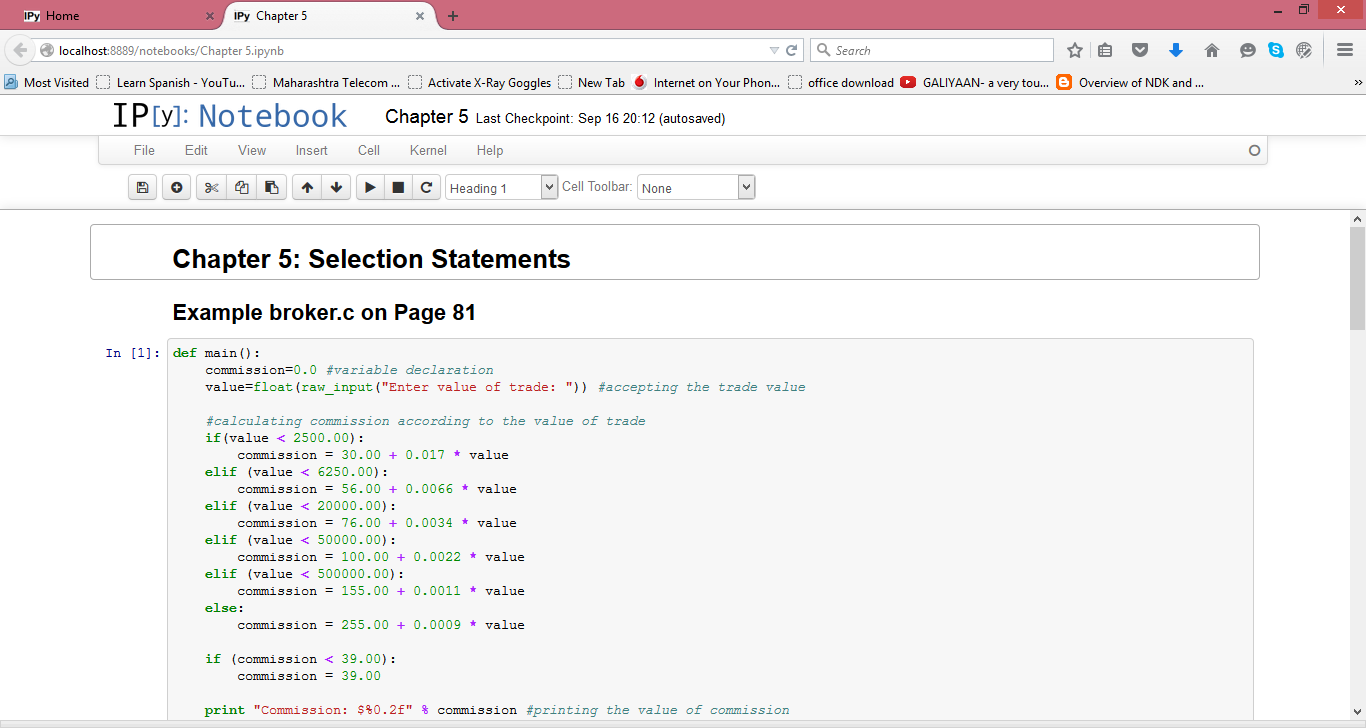 IPy Home
IPy Chapter 5
localhost:8889/notebooks/Chapter 5.ipynb
Search
Most Visited Learn Spanish - YouTu... Maharashtra Telecom ... Activate X-Ray Goggles New Tab Internet on Your Phon... office download GALIYAAN- a very tou... Overview of NDK and ... »
IP[y]: Notebook Chapter 5 Last Checkpoint: Sep 16 20:12 (autosaved)
File Edit View Insert Cell Kernel Help
Heading 1 Cell Toolbar: None
Chapter 5: Selection Statements
Example broker.c on Page 81
In [1]: def main():
    commission=0.0 #variable declaration
    value=float(raw_input("Enter value of trade: ")) #accepting the trade value
    #calculating commission according to the value of trade
    if(value < 2500.00):
        commission = 30.00 + 0.017 * value
    elif (value < 6250.00):
        commission = 56.00 + 0.0066 * value
    elif (value < 20000.00):
        commission = 76.00 + 0.0034 * value
    elif (value < 50000.00):
        commission = 100.00 + 0.0022 * value
    elif (value < 500000.00):
        commission = 155.00 + 0.0011 * value
    else:
        commission = 255.00 + 0.0009 * value
    if (commission < 39.00):
        commission = 39.00
    print "Commission: $%0.2f" % commission #printing the value of commission